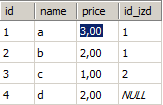 id name price id_izd
1 a 3,00 1
2 b 2,00 1
3 c 1,00 2
4 d 2,00 NULL